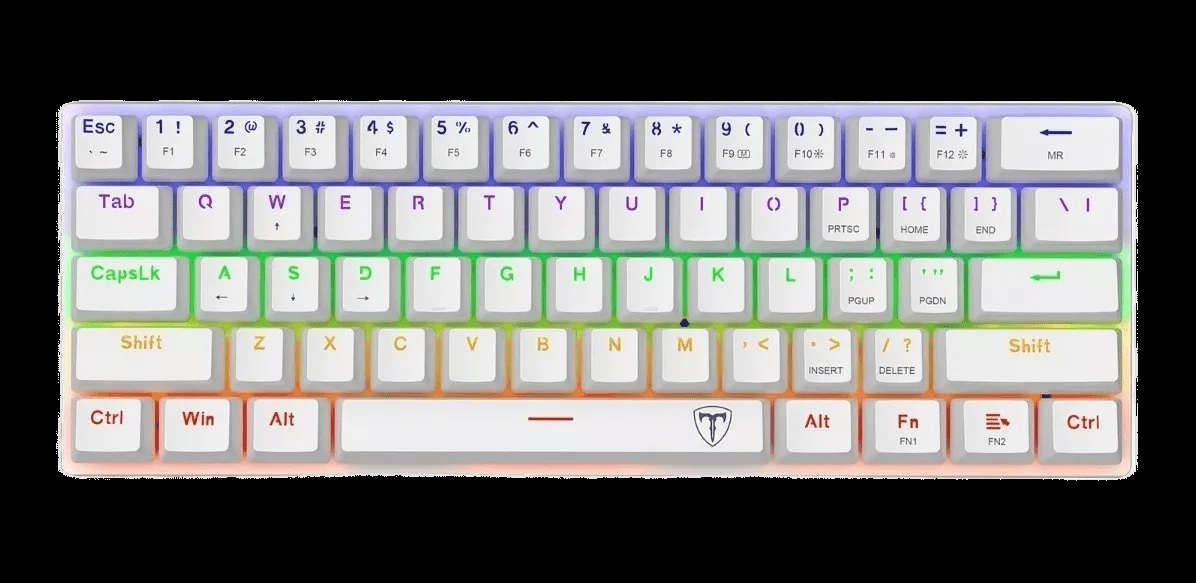 Esc 1 ! 2 @ 3 # 4 $ 5 % 6 ^ 7 & 8 * 9 ( 0 ) - — = + ←
` ~ F1 F2 F3 F4 F5 F6 F7 F8 F9 M F10 F11 F12 MR
Tab Q W E R T Y U I O P [ { ] } \ |
↑ PRTSC HOME END
CapsLk A S D F G H J K L ; : ' " ↵
← ↓ → PGUP PGDN
Shift Z X C V B N M , < . > / ? Shift
INSERT DELETE
Ctrl Win Alt — Alt Fn Ctrl
FN1 FN2